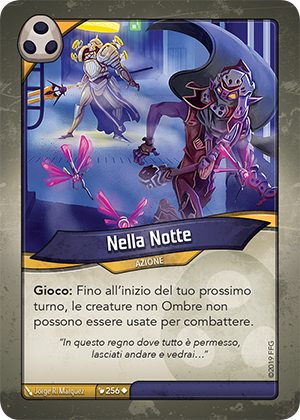 Nella Notte
AZIONE
Gioco: Fino all'inizio del tuo prossimo
turno, le creature non Ombre non
possono essere usate per combattere.
"In questo regno dove tutto è permesso,
lasciati andare e vedrai..."
Jorge R. Màrquez
256
©2019 FFG